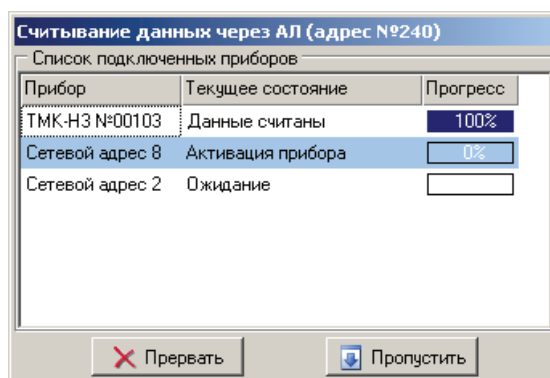 Считывание данных через АЛ (адрес №240)
Список подключенных приборов
Прибор Текущее состояние Прогресс
ТМК-Н3 №00103 Данные считаны 100%
Сетевой адрес 8 Активация прибора 0%
Сетевой адрес 2 Ожидание
Прервать Пропустить